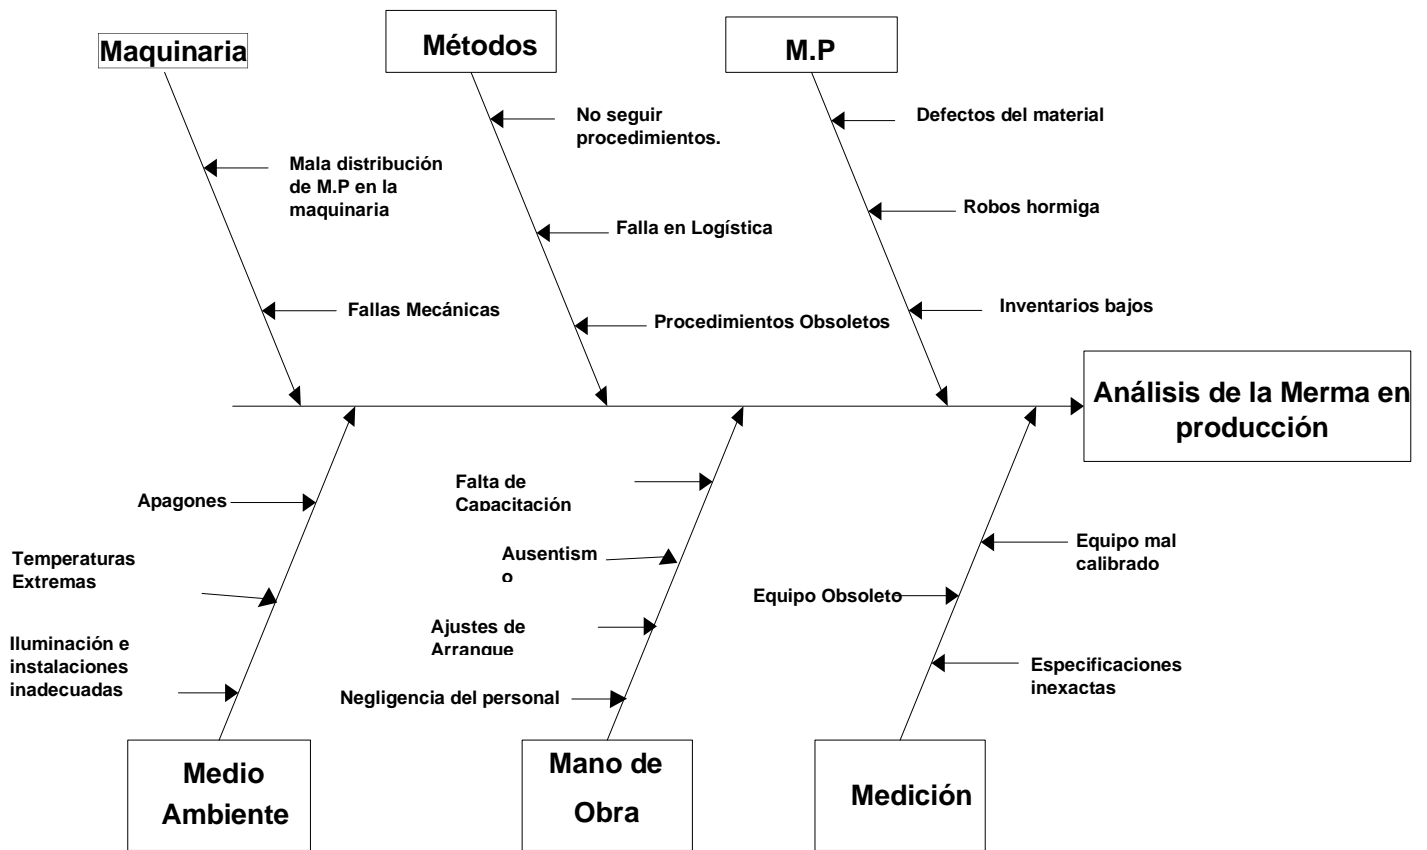 Maquinaria
Métodos
M.P
No seguir
procedimientos.
Defectos del material
Mala distribución
de M.P en la
maquinaria
Robos hormiga
Falla en Logística
Fallas Mecánicas
Procedimientos Obsoletos
Inventarios bajos
Análisis de la Merma en
producción
Apagones
Falta de
Capacitación
Temperaturas
Extremas
Ausentism
o
Equipo mal
calibrado
Equipo Obsoleto
Iluminación e
instalaciones
inadecuadas
Ajustes de
Arranque
Negligencia del personal
Especificaciones
inexactas
Medio
Ambiente
Mano de
Obra
Medición